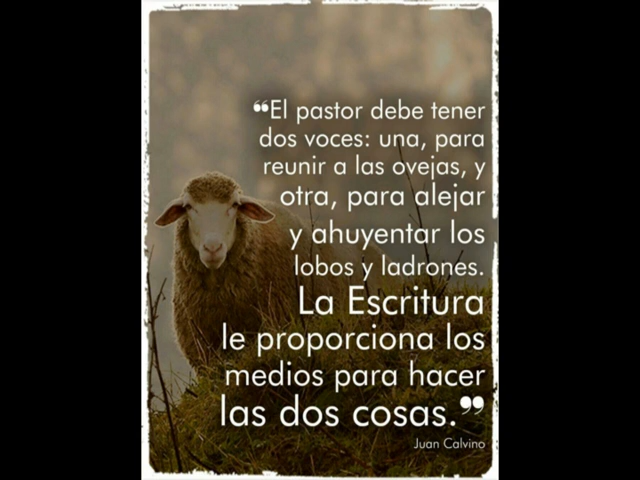 ❝El pastor debe tener
dos voces: una, para
reunir a las ovejas, y
otra, para alejar
y ahuyentar los
lobos y ladrones.
La Escritura
le proporciona los
medios para hacer
las dos cosas.❞
Juan Calvino